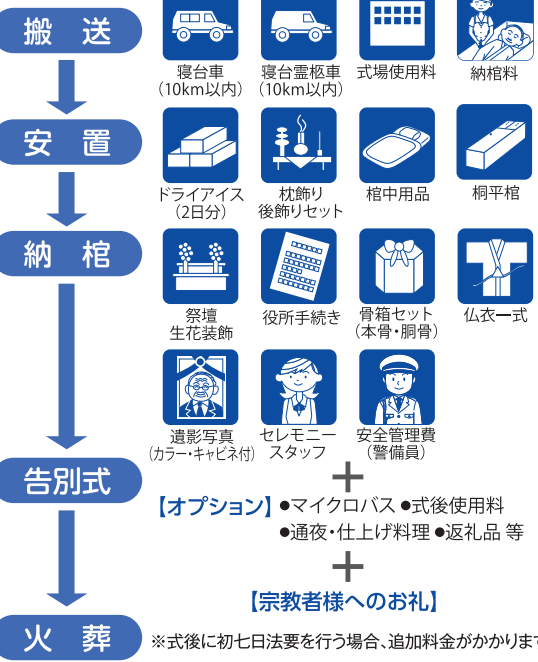 搬送
寝台車
(10km以内)
寝台霊柩車
(10km以内)
式場使用料
納棺料
安置
ドライアイス
(2日分)
枕飾り
後飾りセット
棺中用品
桐平棺
納棺
祭壇
生花装飾
役所手続き
骨箱セット
(本骨・胴骨)
仏衣一式
遺影写真
(カラー・キャビネ付)
セレモニー
スタッフ
安全管理費
(警備員)
告別式
+
【オプション】●マイクロバス ●式後使用料
●通夜・仕上げ料理 ●返礼品 等
+
【宗教者様へのお礼】
火葬
※式後に初七日法要を行う場合、追加料金がかかります